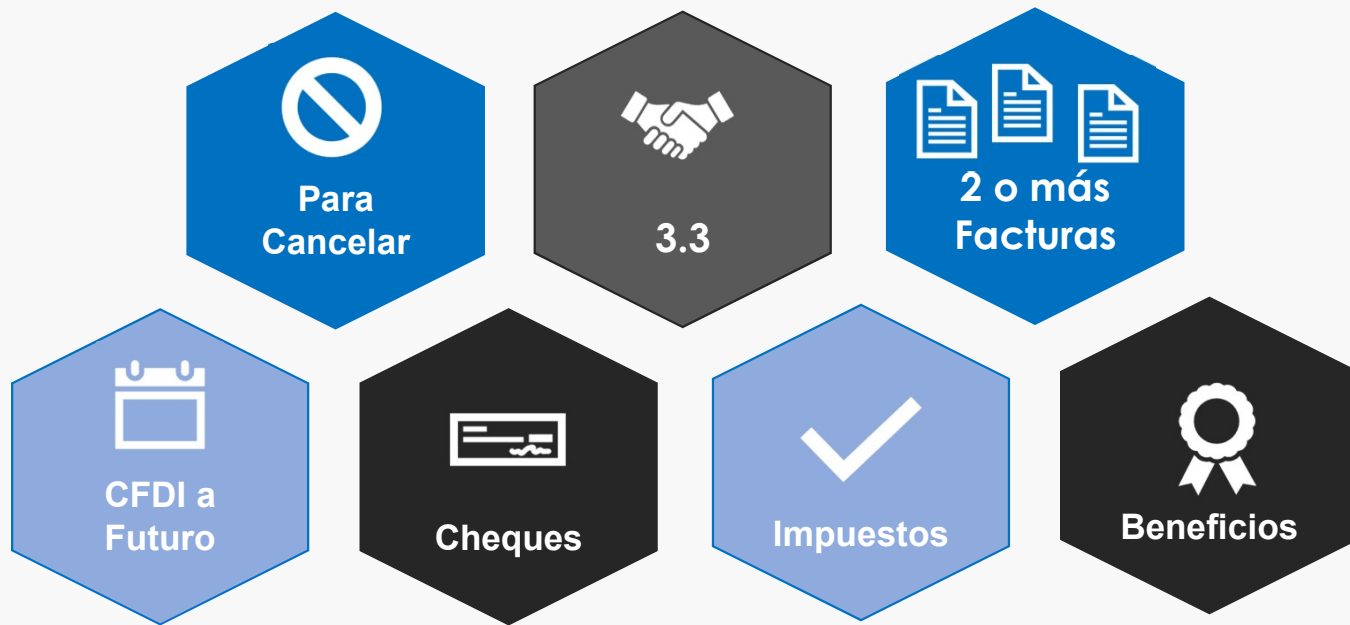 Para
Cancelar
3.3
2 o más
Facturas
CFDI a
Futuro
Cheques
Impuestos
Beneficios